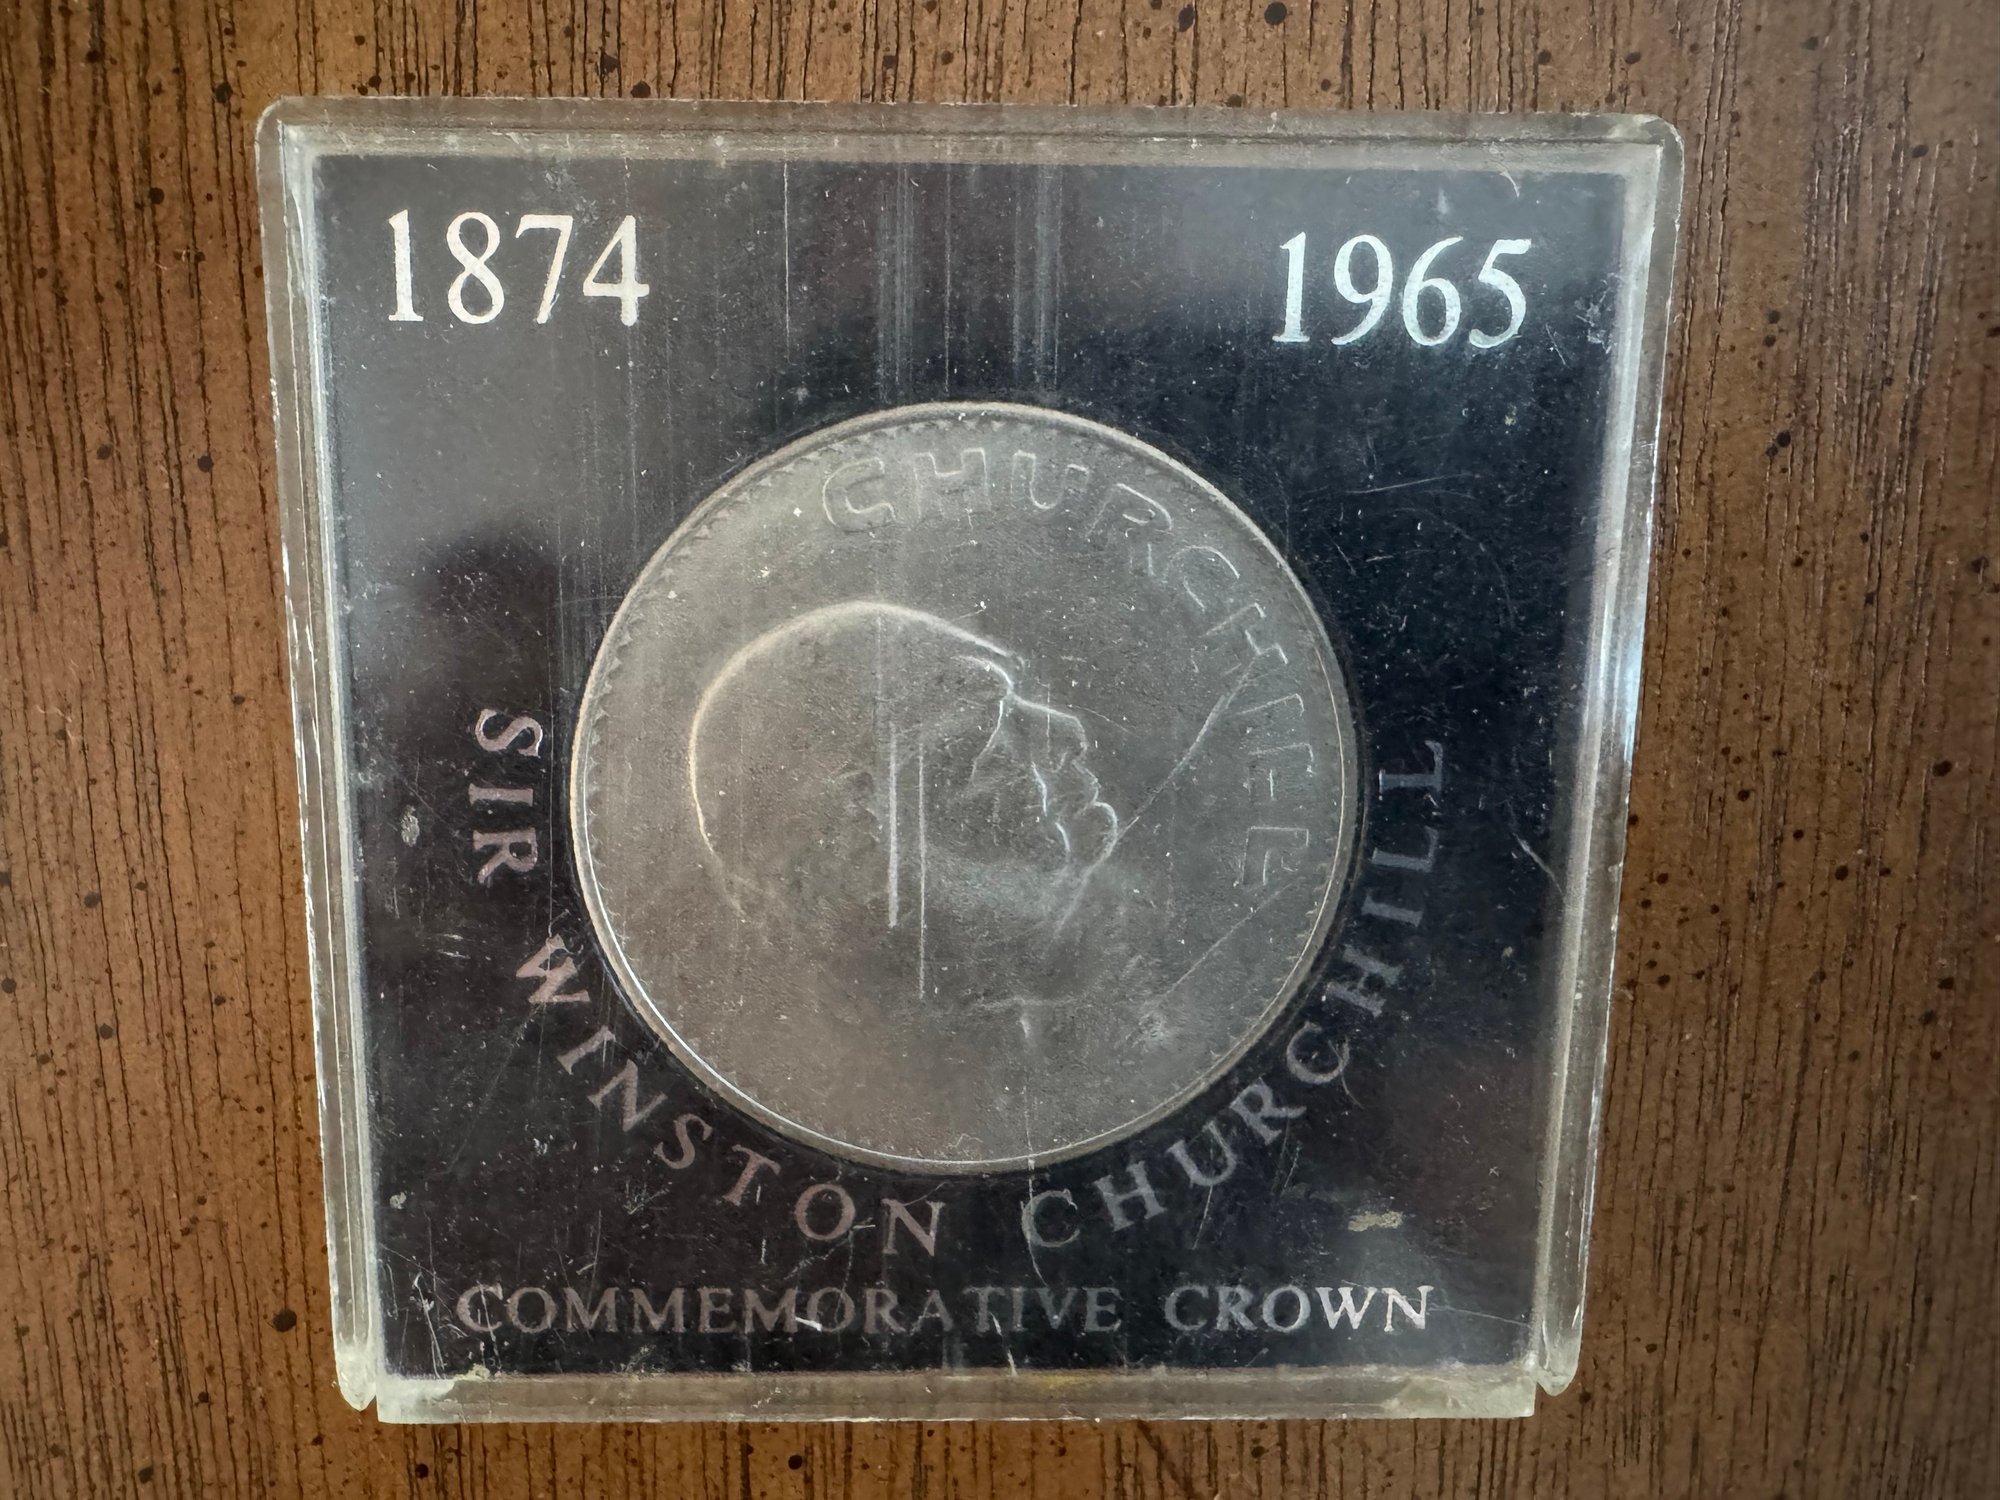 1874 1965
CHURCHILL
SIR WINSTON CHURCHILL
COMMEMORATIVE CROWN